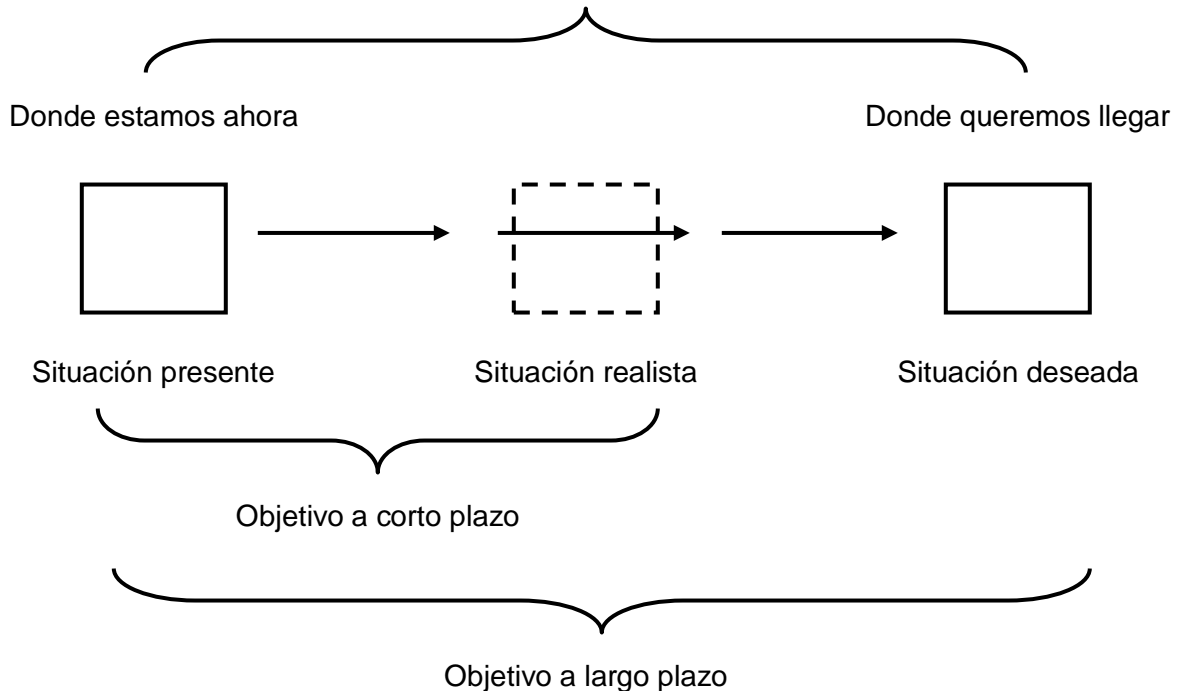 Donde estamos ahora
Donde queremos llegar
Situación presente
Situación realista
Situación deseada
Objetivo a corto plazo
Objetivo a largo plazo